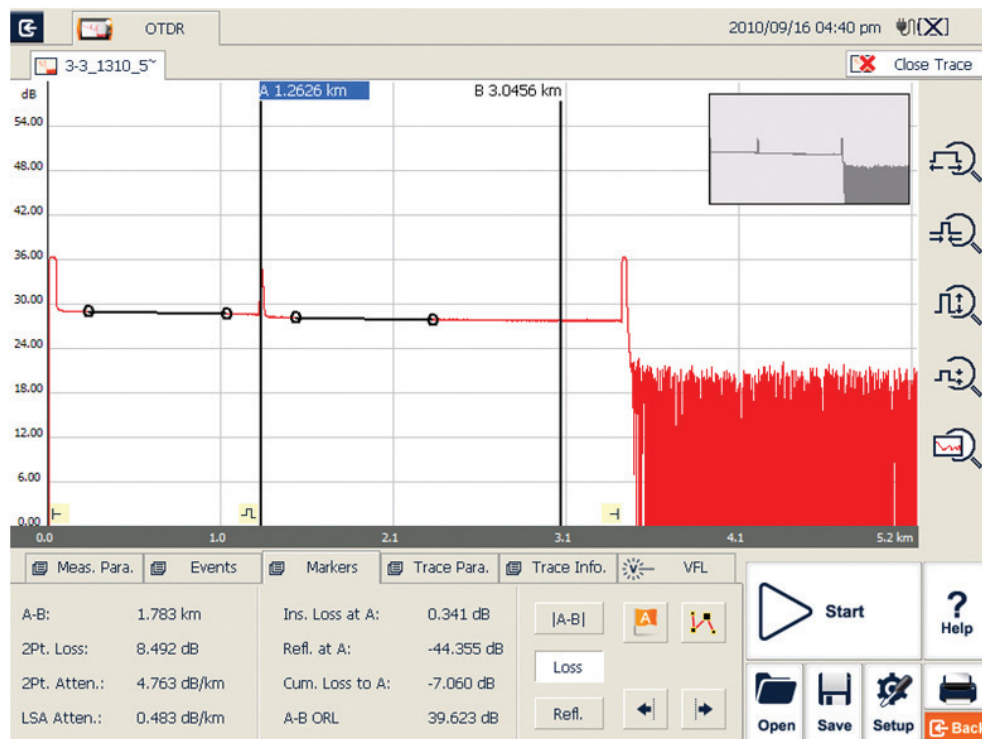 OTDR
2010/09/16 04:40 pm
3-3_1310_5~
Close Trace
dB
A 1.2626 km
B 3.0456 km
54.00
48.00
42.00
36.00
30.00
24.00
18.00
12.00
6.00
0.00
0.0 1.0 2.1 3.1 4.1 5.2 km
Meas. Para. Events Markers Trace Para. Trace Info. V VFL
A-B: 1.783 km Ins. Loss at A: 0.341 dB |A-B| A
2Pt. Loss: 8.492 dB Refl. at A: -44.355 dB
2Pt. Atten.: 4.763 dB/km Cum. Loss to A: -7.060 dB Loss
LSA Atten.: 0.483 dB/km A-B ORL 39.623 dB Refl.
Start
?
Help
Open Save Setup Back